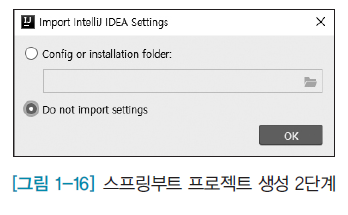 IJ Import IntelliJ IDEA Settings
Config or installation folder:
Do not import settings
OK
[그림 1-16] 스프링부트 프로젝트 생성 2단계